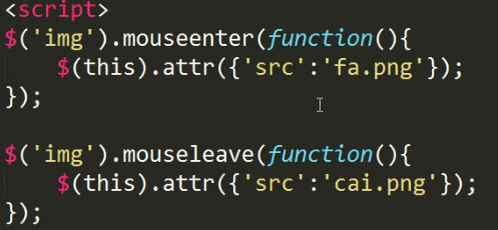 <script>
$('img').mouseenter(function(){
    $(this).attr({'src':'fa.png'});
});

$('img').mouseleave(function(){
    $(this).attr({'src':'cai.png'});
});